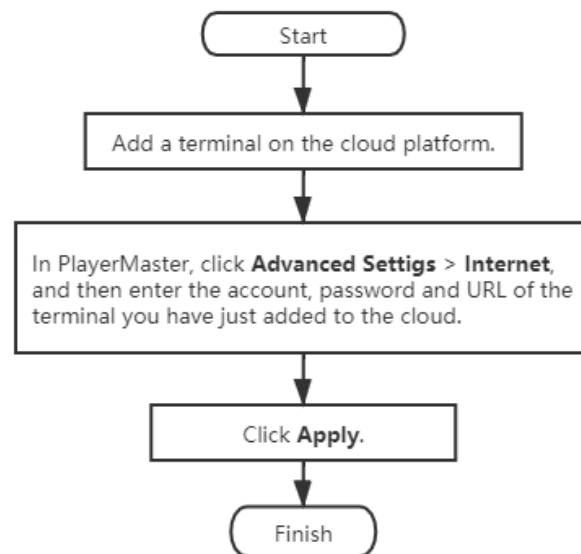 Start
Add a terminal on the cloud platform.
In PlayerMaster, click Advanced Settigs > Internet,
and then enter the account, password and URL of the
terminal you have just added to the cloud.
Click Apply.
Finish